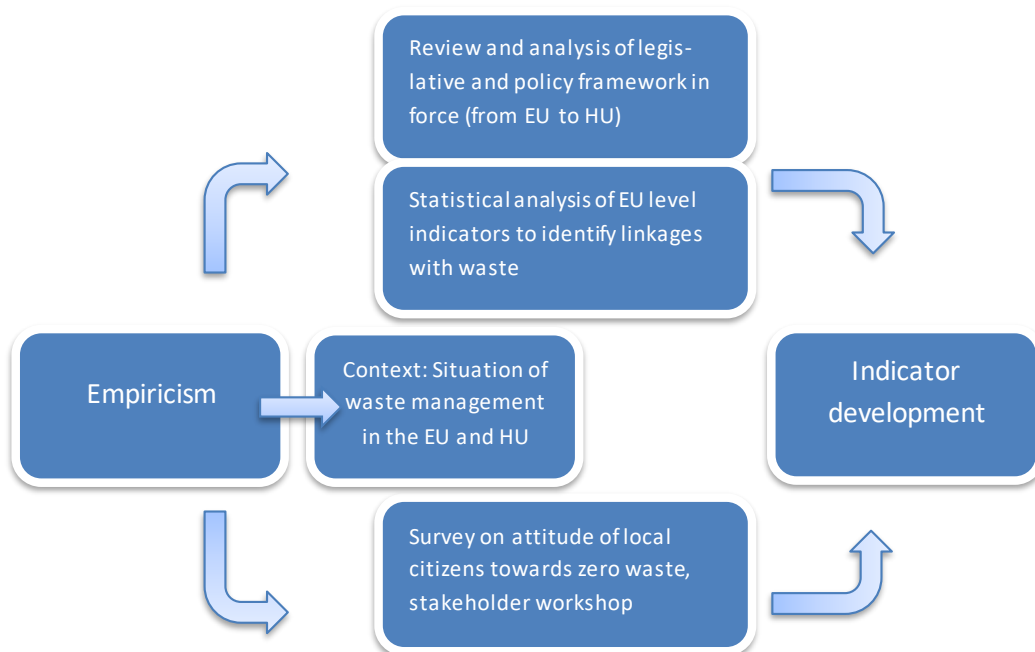 Review and analysis of legis-
lative and policy framework in
force (from EU to HU)
Statistical analysis of EU level
indicators to identify linkages
with waste
Empiricism
Context: Situation of
waste management
in the EU and HU
Indicator
development
Survey on attitude of local
citizens towards zero waste,
stakeholder workshop